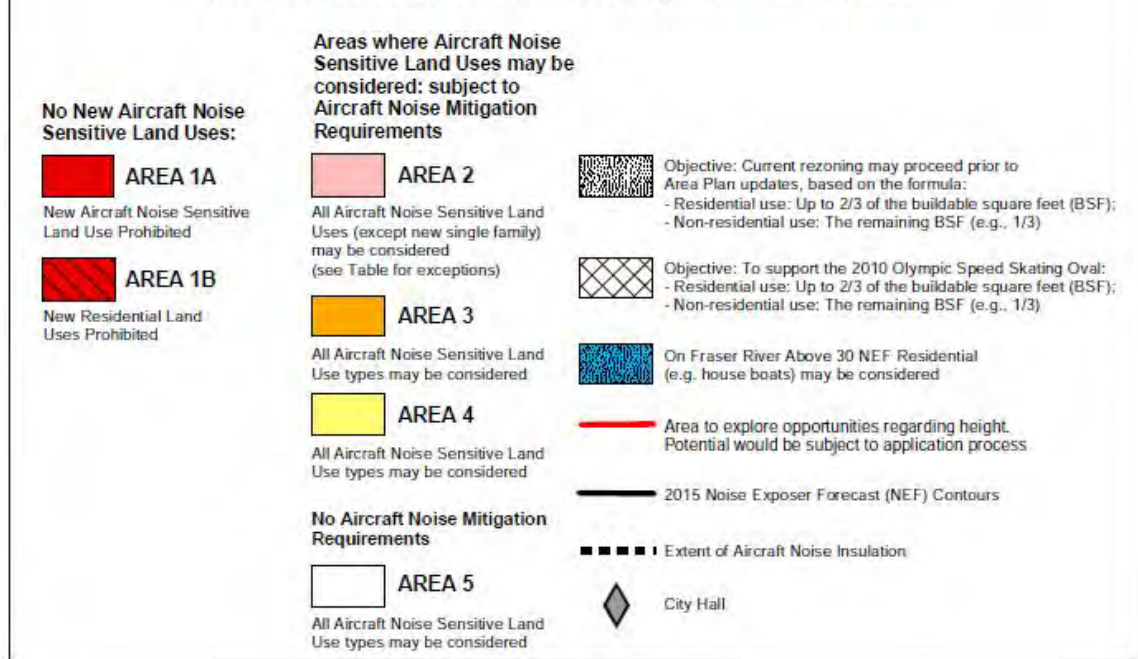 No New Aircraft Noise
Sensitive Land Uses:
AREA 1A
New Aircraft Noise Sensitive
Land Use Prohibited
AREA 1B
New Residential Land
Uses Prohibited
Areas where Aircraft Noise
Sensitive Land Uses may be
considered: subject to
Aircraft Noise Mitigation
Requirements
AREA 2
All Aircraft Noise Sensitive Land
Uses (except new single family)
may be considered
(see Table for exceptions)
AREA 3
All Aircraft Noise Sensitive Land
Use types may be considered
AREA 4
All Aircraft Noise Sensitive Land
Use types may be considered
No Aircraft Noise Mitigation
Requirements
AREA 5
All Aircraft Noise Sensitive Land
Use types may be considered
Objective: Current rezoning may proceed prior to
Area Plan updates, based on the formula:
- Residential use: Up to 2/3 of the buildable square feet (BSF);
- Non-residential use: The remaining BSF (e.g., 1/3)
Objective: To support the 2010 Olympic Speed Skating Oval:
- Residential use: Up to 2/3 of the buildable square feet (BSF);
- Non-residential use: The remaining BSF (e.g., 1/3)
On Fraser River Above 30 NEF Residential
(e.g. house boats) may be considered
Area to explore opportunities regarding height.
Potential would be subject to application process
2015 Noise Exposer Forecast (NEF) Contours
Extent of Aircraft Noise Insulation
City Hall